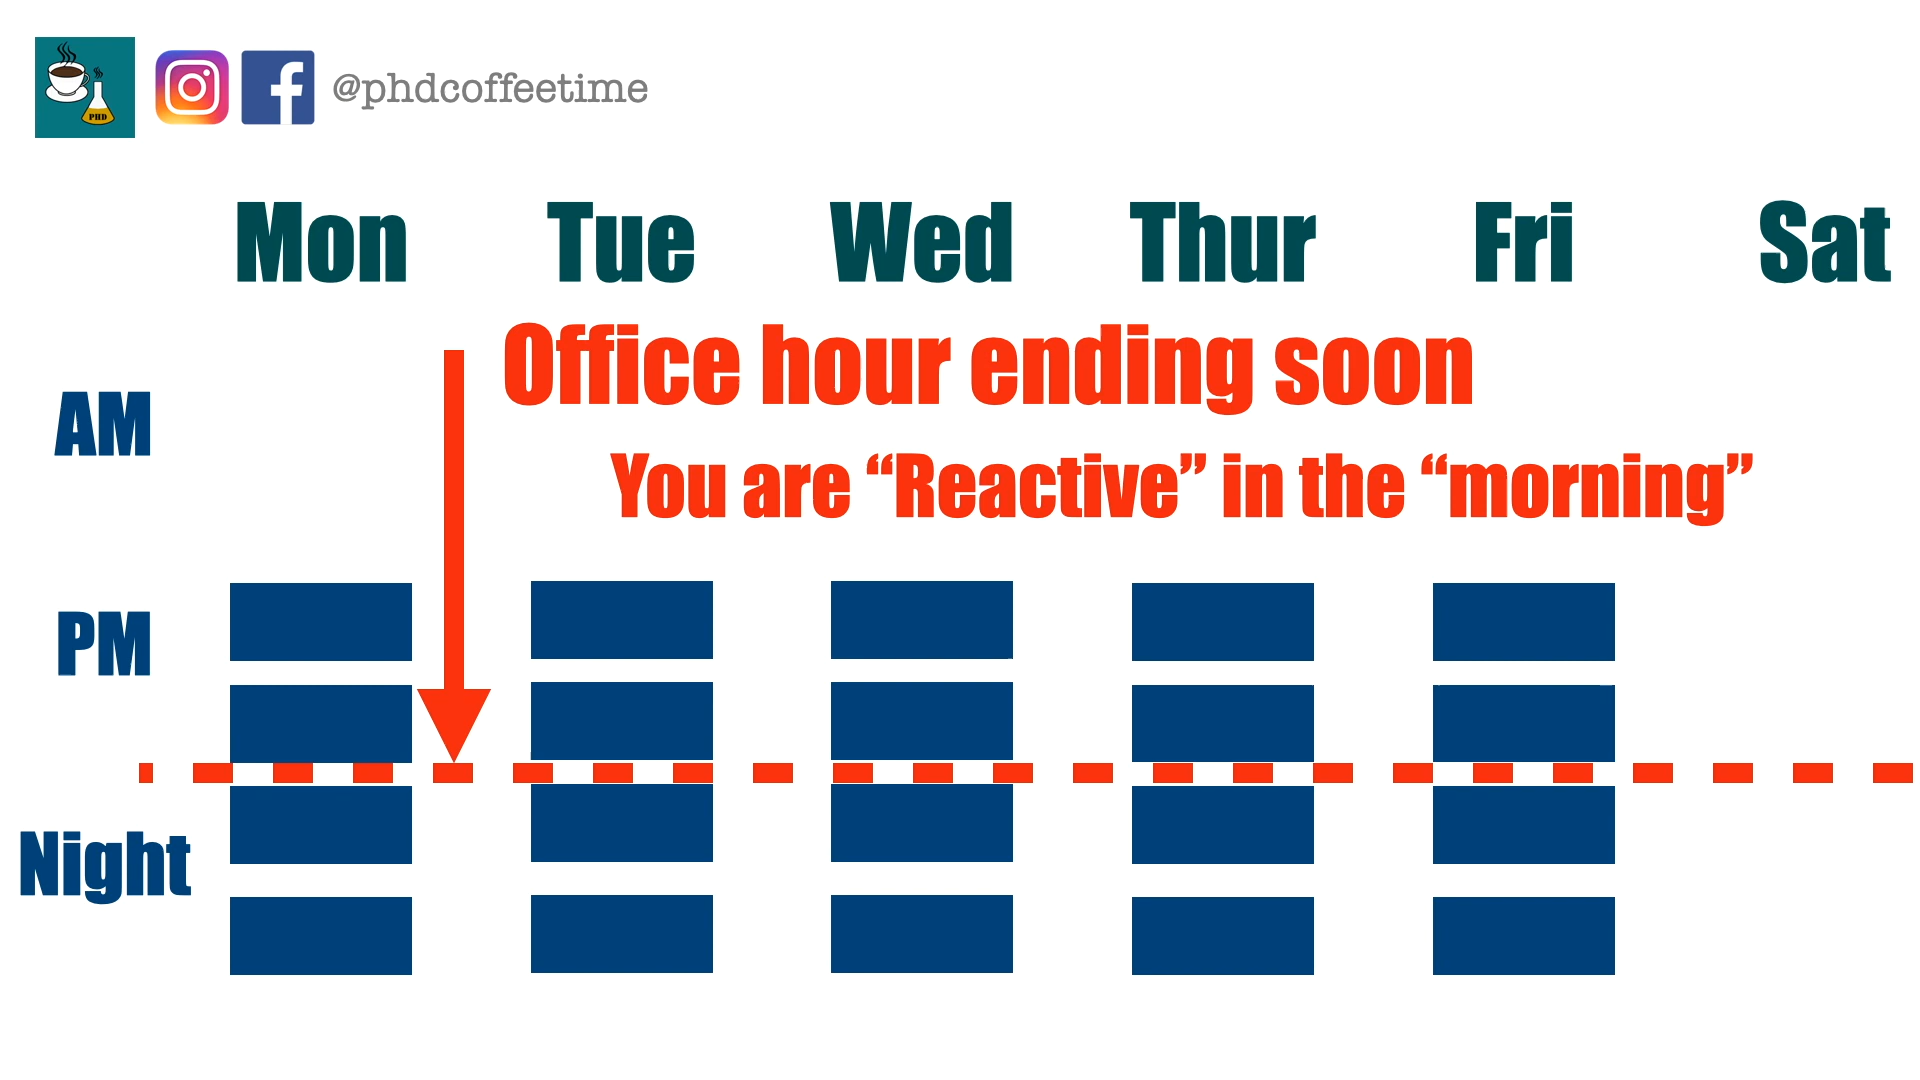 PHD
@phdcoffeetime
Mon Tue Wed Thur Fri Sat
Office hour ending soon
AM
You are “Reactive” in the “morning”
PM
Night